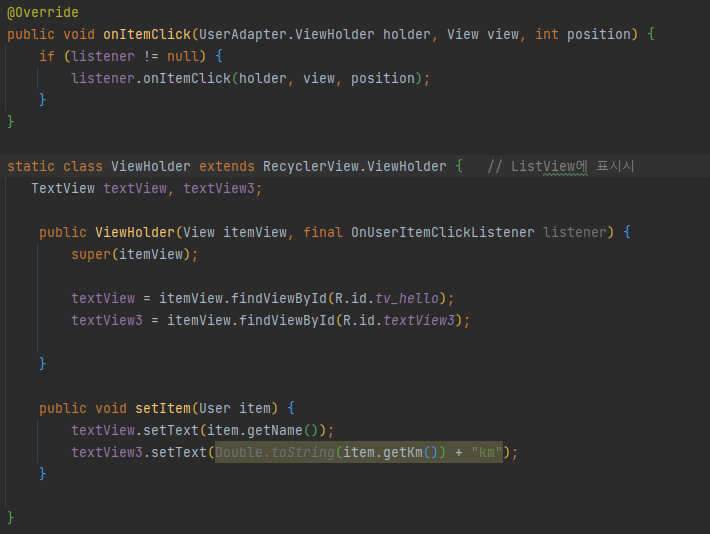 @Override
public void onItemClick(UserAdapter.ViewHolder holder, View view, int position) {
if (listener != null) {
listener.onItemClick(holder, view, position);
}
}
static class ViewHolder extends RecyclerView.ViewHolder { // ListView에 표시시
TextView textView, textView3;
public ViewHolder(View itemView, final OnUserItemClickListener listener) {
super(itemView);
textView = itemView.findViewById(R.id.tv_hello);
textView3 = itemView.findViewById(R.id.textView3);
}
public void setItem(User item) {
textView.setText(item.getName());
textView3.setText(Double.toString(item.getKm()) + "km");
}
}